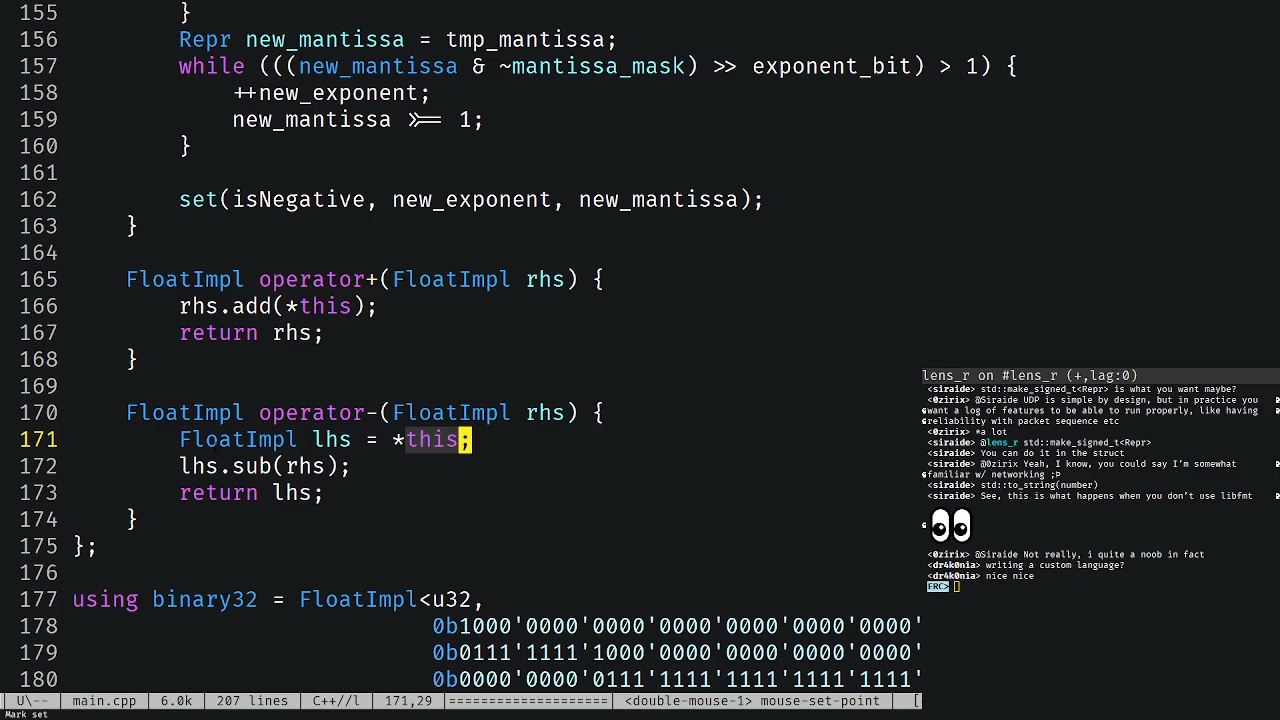 155         }
156         Repr new_mantissa = tmp_mantissa;
157         while (((new_mantissa & ~mantissa_mask) >> exponent_bit) > 1) {
158             ++new_exponent;
159             new_mantissa >>= 1;
160         }
161
162         set(isNegative, new_exponent, new_mantissa);
163     }
164
165     FloatImpl operator+(FloatImpl rhs) {
166         rhs.add(*this);
167         return rhs;
168     }
169
170     FloatImpl operator-(FloatImpl rhs) {
171         FloatImpl lhs = *this;
172         lhs.sub(rhs);
173         return lhs;
174     }
175 };
176
177 using binary32 = FloatImpl<u32,
178                            0b1000'0000'0000'0000'0000'0000'
179                            0b0111'1111'1000'0000'0000'0000'
180                            0b0000'0000'0111'1111'1111'1111'
U\-- main.cpp 6.0k 207 lines C++//l 171,29 <double-mouse-1> mouse-set-point [
Mark set
lens_r on #lens_r (+,lag:0)
<siraide> std::make_signed_t<Repr> is what you want maybe?
<0zirix> @Siraide UDP is simple by design, but in practice you
want a log of features to be able to run properly, like having
reliability with packet sequence etc
<0zirix> *a lot
<siraide> @lens_r std::make_signed_t<Repr>
<siraide> You can do it in the struct
<siraide> @0zirix Yeah, I know, you could say I'm somewhat
familiar w/ networking ;Þ
<siraide> std::to_string(number)
<siraide> See, this is what happens when you don't use libfmt
<0zirix> @Siraide Not really, i quite a noob in fact
<dr4k0nia> writing a custom language?
<dr4k0nia> nice nice
ERC>